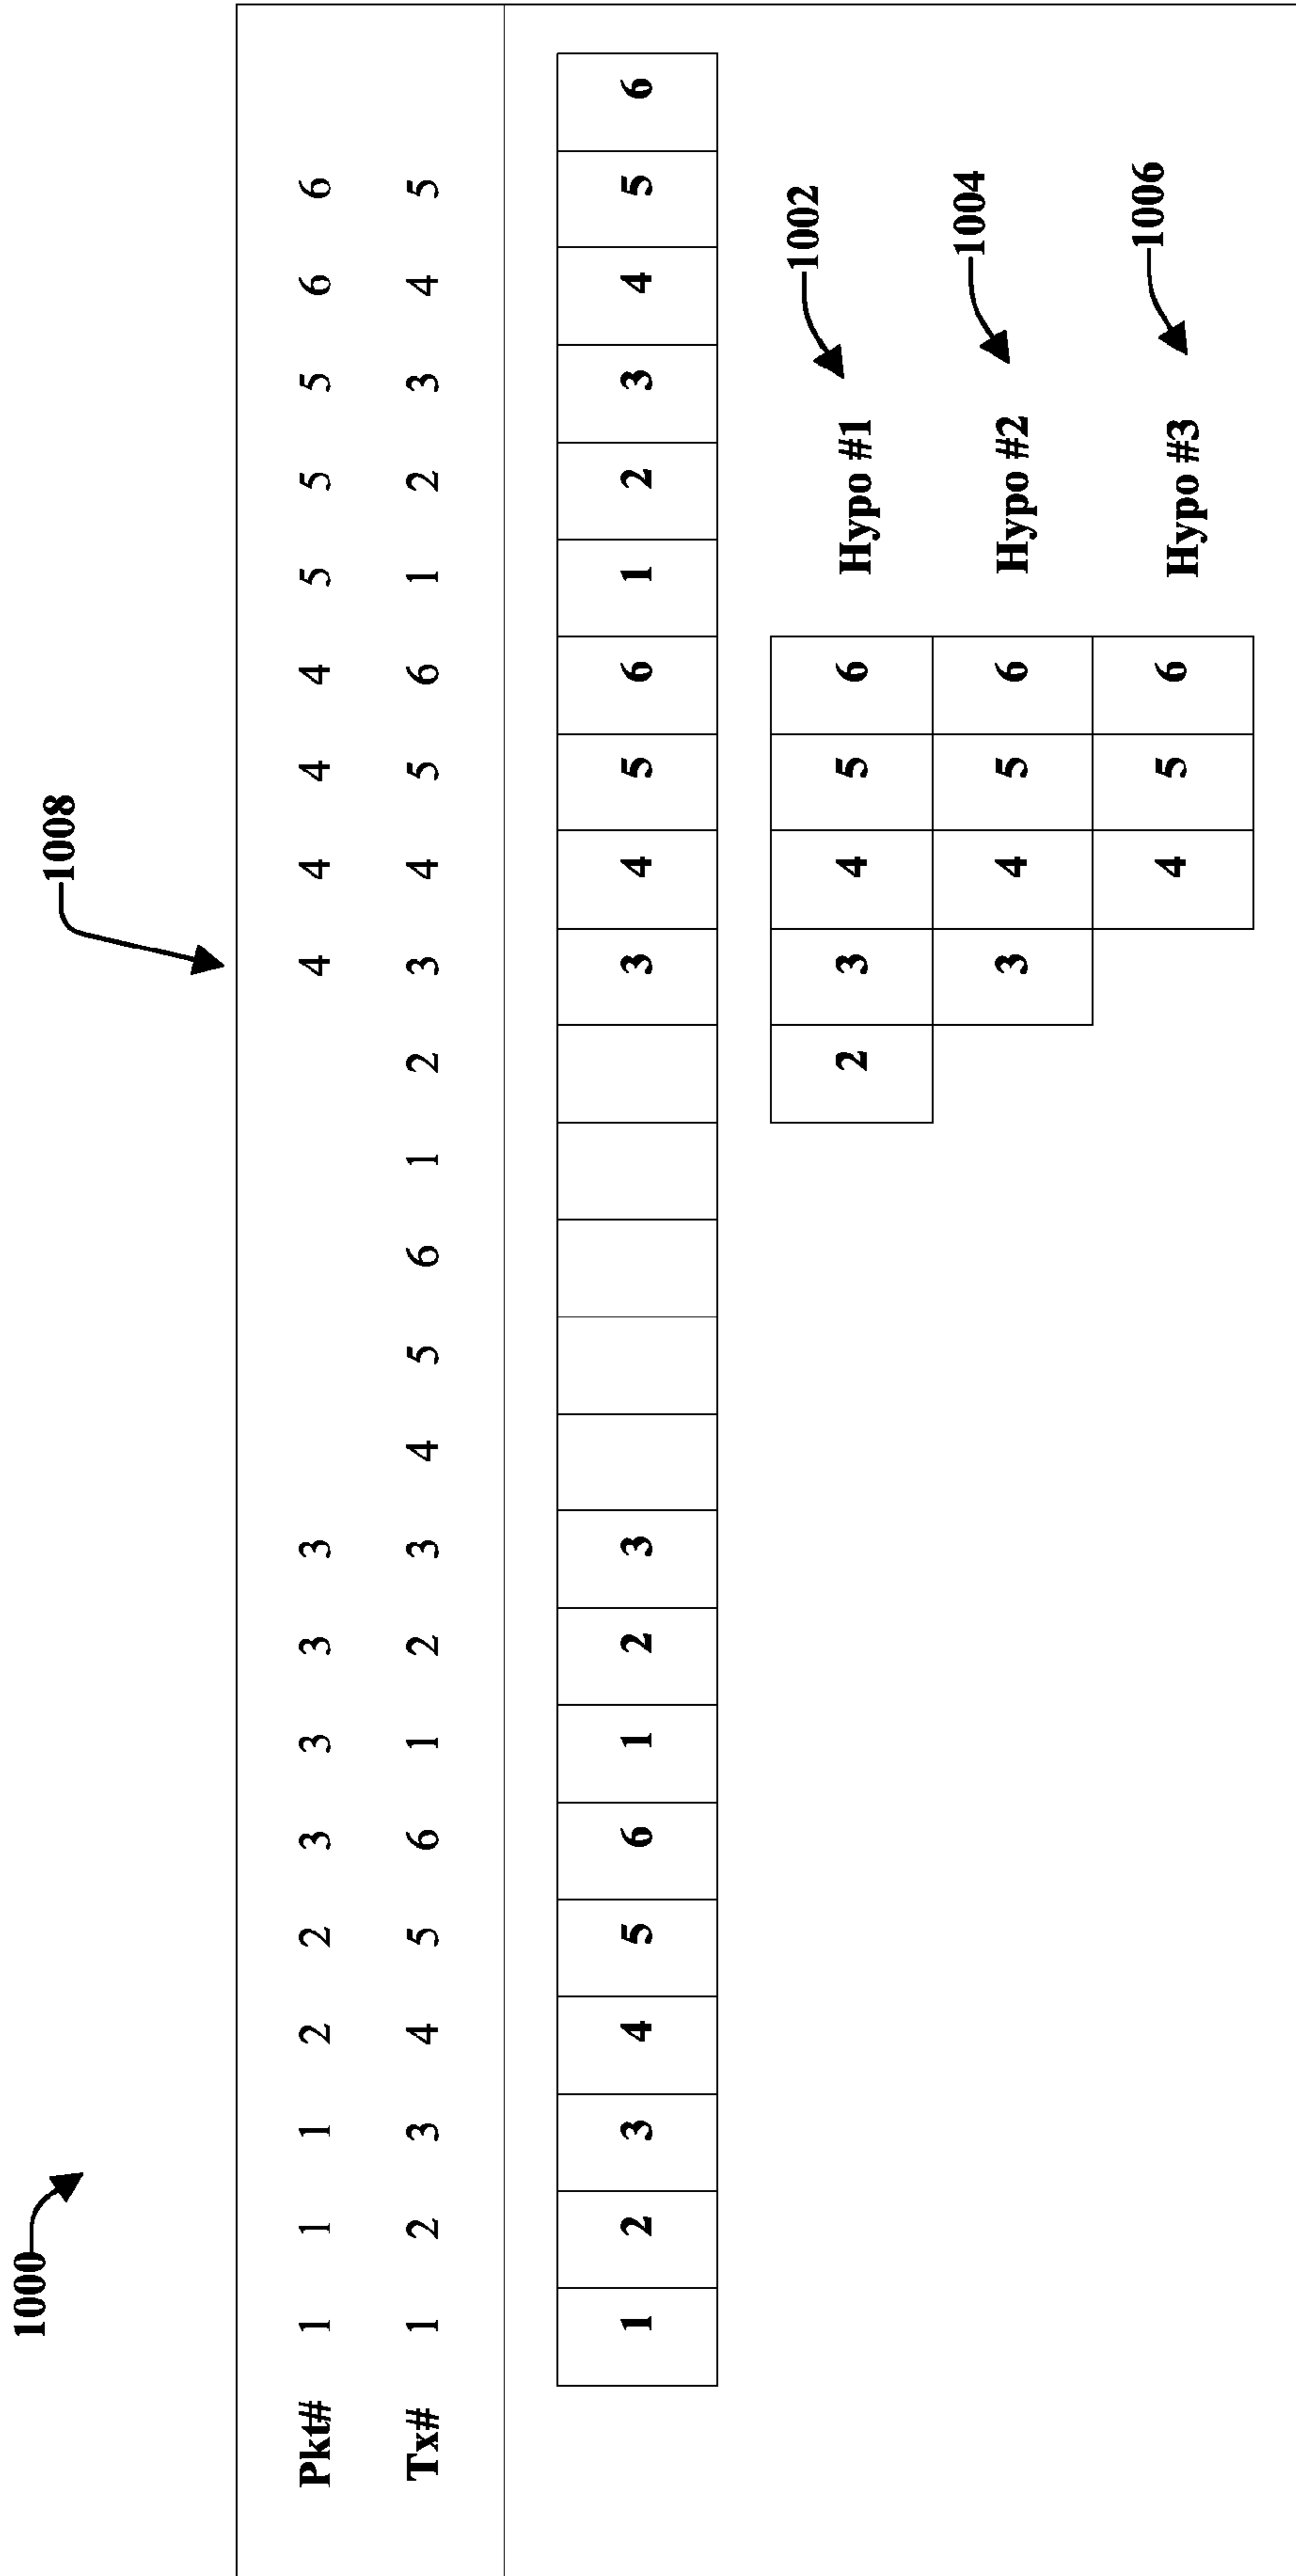 1000
1008
Pkt# 1 1 1 2 2 3 3 3 3 4 4 4 4 5 5 5 6 6
Tx# 1 2 3 4 5 6 1 2 3 4 5 6 1 2 3 4 5 6 1 2 3 4 5
1 2 3 4 5 6 1 2 3 3 4 5 6 1 2 3 4 5 6
2 3 4 5 6 Hypo #1 1002
3 4 5 6 Hypo #2 1004
4 5 6 Hypo #3 1006